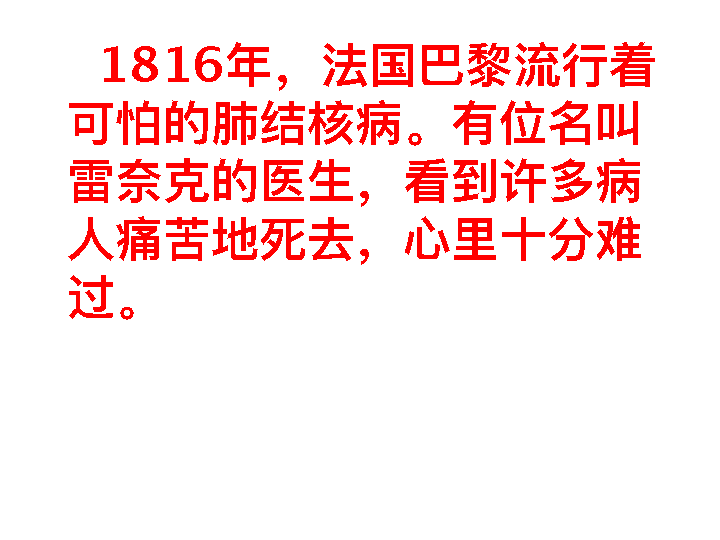 1816年，法国巴黎流行着
可怕的肺结核病。有位名叫
雷奈克的医生，看到许多病
人痛苦地死去，心里十分难
过。